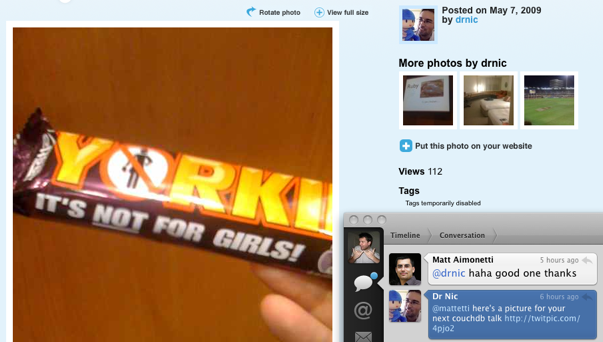 Rotate photo
View full size
YORKI
IT'S NOT FOR GIRLS!
Posted on May 7, 2009
by drnic
More photos by drnic
Put this photo on your website
Views 112
Tags
Tags temporarily disabled
Timeline
Conversation
Matt Aimonetti
5 hours ago
@drnic haha good one thanks
Dr Nic
6 hours ago
@mattetti here's a picture for your
next couchdb talk http://twitpic.com/
4pjo2